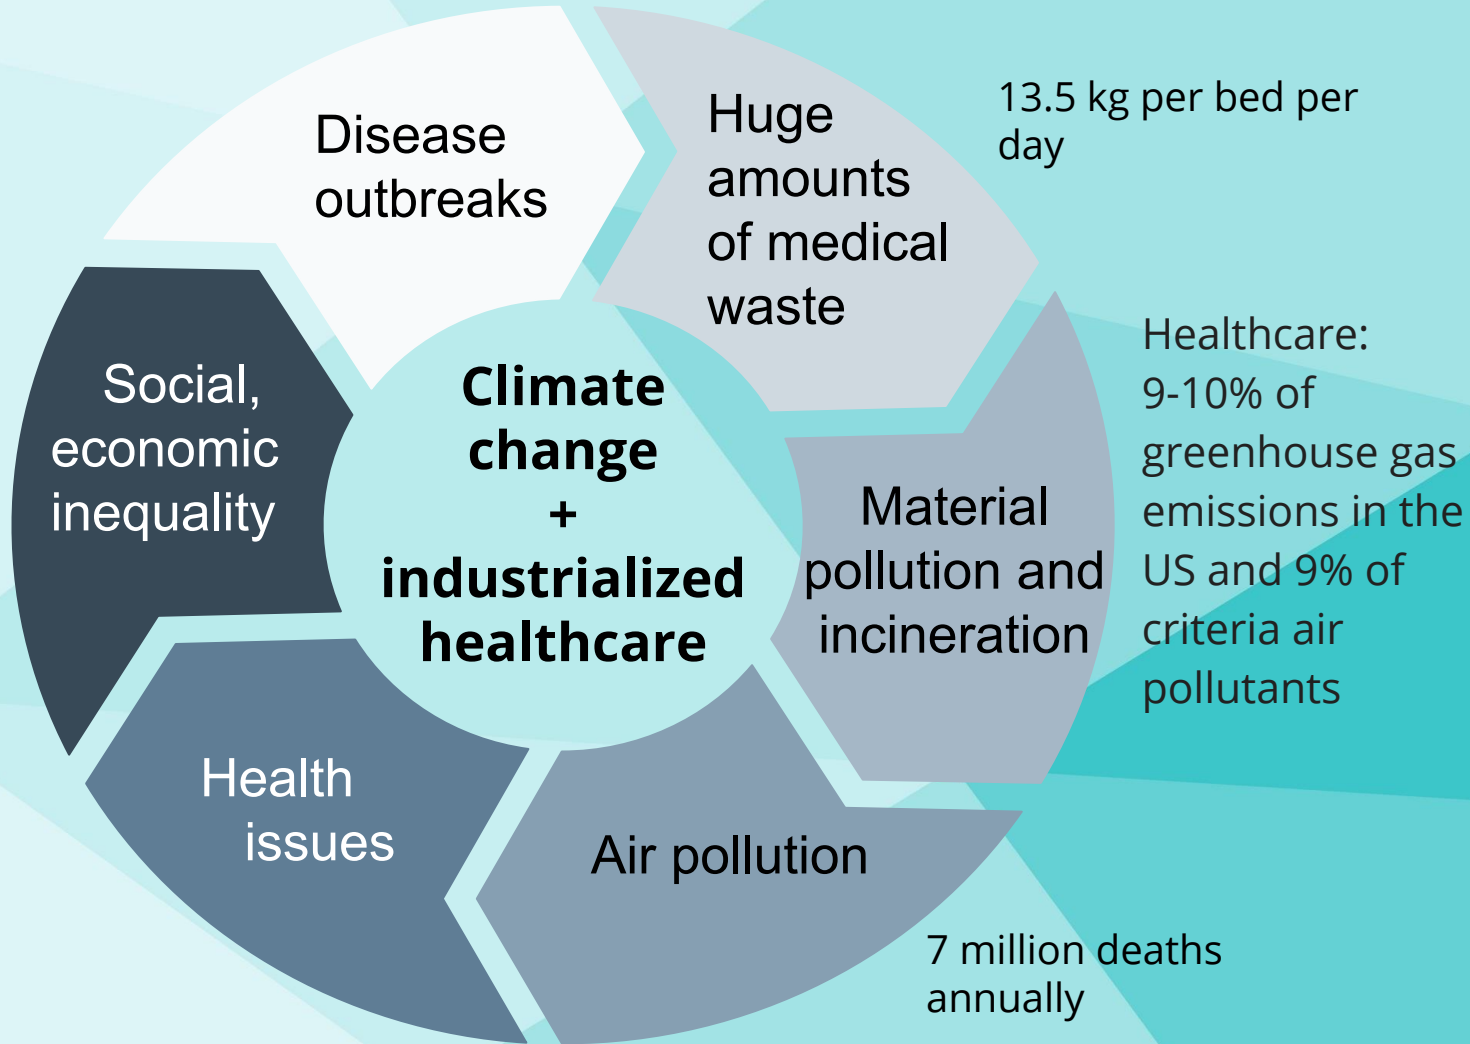 Disease
outbreaks
Huge
amounts
of medical
waste
13.5 kg per bed per
day
Material
pollution and
incineration
Healthcare:
9-10% of
greenhouse gas
emissions in the
US and 9% of
criteria air
pollutants
Air pollution
7 million deaths
annually
Health
issues
Social,
economic
inequality
Climate
change
+
industrialized
healthcare